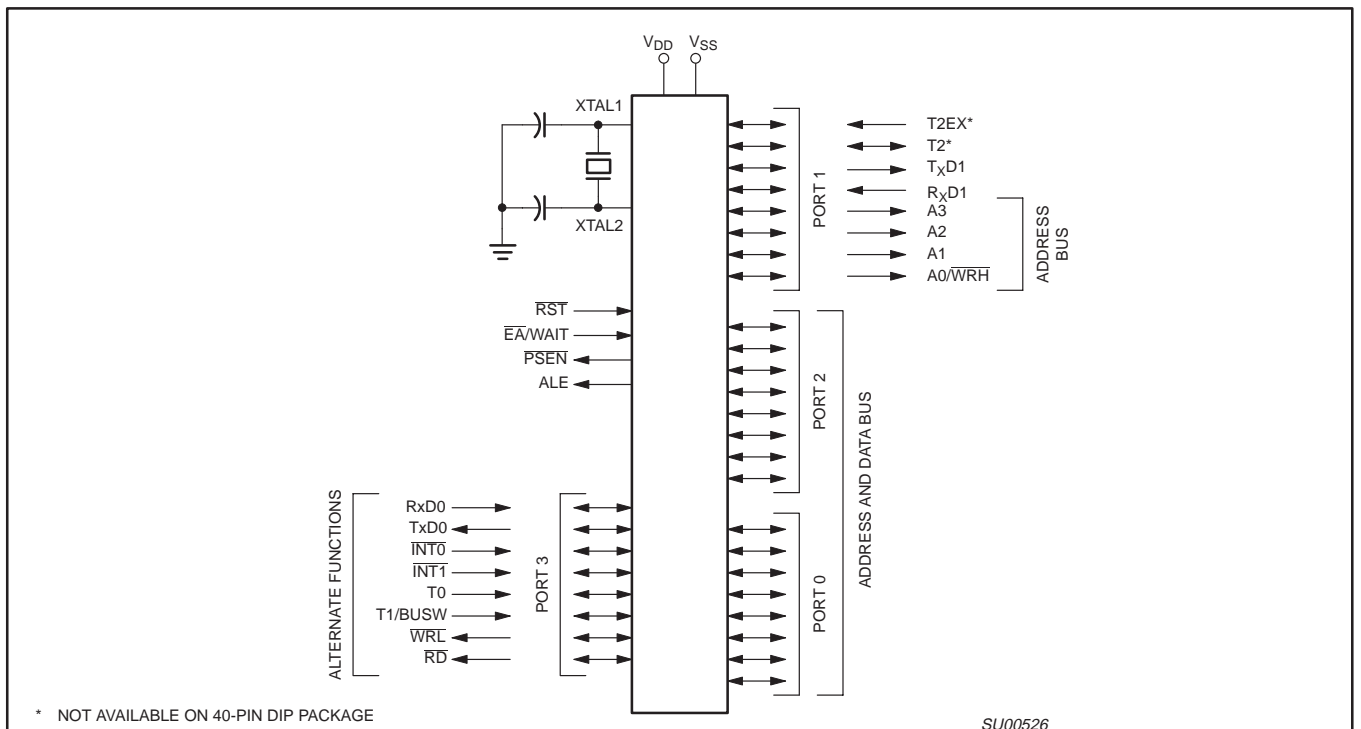 VDD VSS
XTAL1
XTAL2
RST
EA/WAIT
PSEN
ALE
PORT 1
T2EX*
T2*
TXD1
RXD1
A3
A2
A1
A0/WRH
ADDRESS
BUS
PORT 2
PORT 0
ADDRESS AND DATA BUS
ALTERNATE FUNCTIONS
RxD0
TxD0
INT0
INT1
T0
T1/BUSW
WRL
RD
PORT 3
* NOT AVAILABLE ON 40-PIN DIP PACKAGE
SU00526